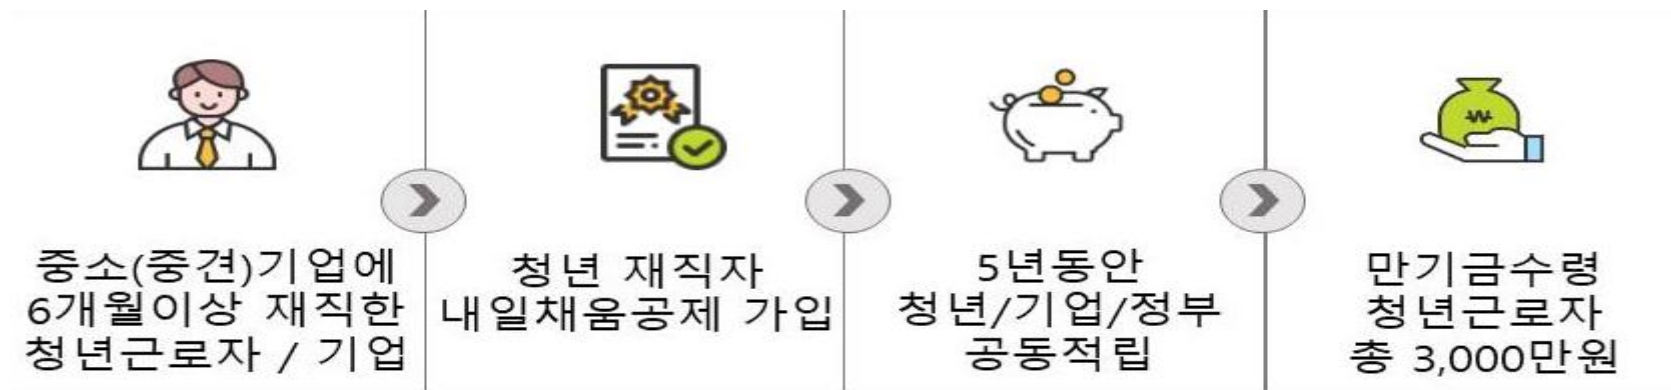 중소(중견)기업에
6개월이상 재직한
청년근로자 / 기업
청년 재직자
내일채움공제 가입
5년동안
청년/기업/정부
공동적립
만기금수령
청년근로자
총 3,000만원